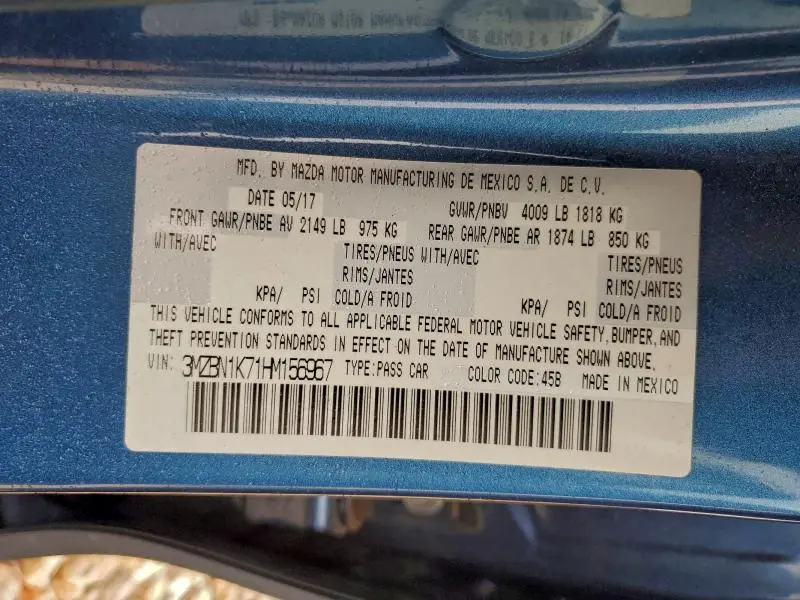 MFD. BY MAZDA MOTOR MANUFACTURING DE MEXICO S.A. DE C.V.
DATE 05/17 GVWR/PNBV 4009 LB 1818 KG
FRONT GAWR/PNBE AV 2149 LB 975 KG REAR GAWR/PNBE AR 1874 LB 850 KG
WITH/AVEC TIRES/PNEUS WITH/AVEC TIRES/PNEUS
RIMS/JANTES RIMS/JANTES
KPA/ PSI COLD/A FROID KPA/ PSI COLD/A FROID
THIS VEHICLE CONFORMS TO ALL APPLICABLE FEDERAL MOTOR VEHICLE SAFETY, BUMPER, AND
THEFT PREVENTION STANDARDS IN EFFECT ON THE DATE OF MANUFACTURE SHOWN ABOVE.
VIN: 3MZBN1K71HM156967 TYPE:PASS CAR COLOR CODE:45B MADE IN MEXICO